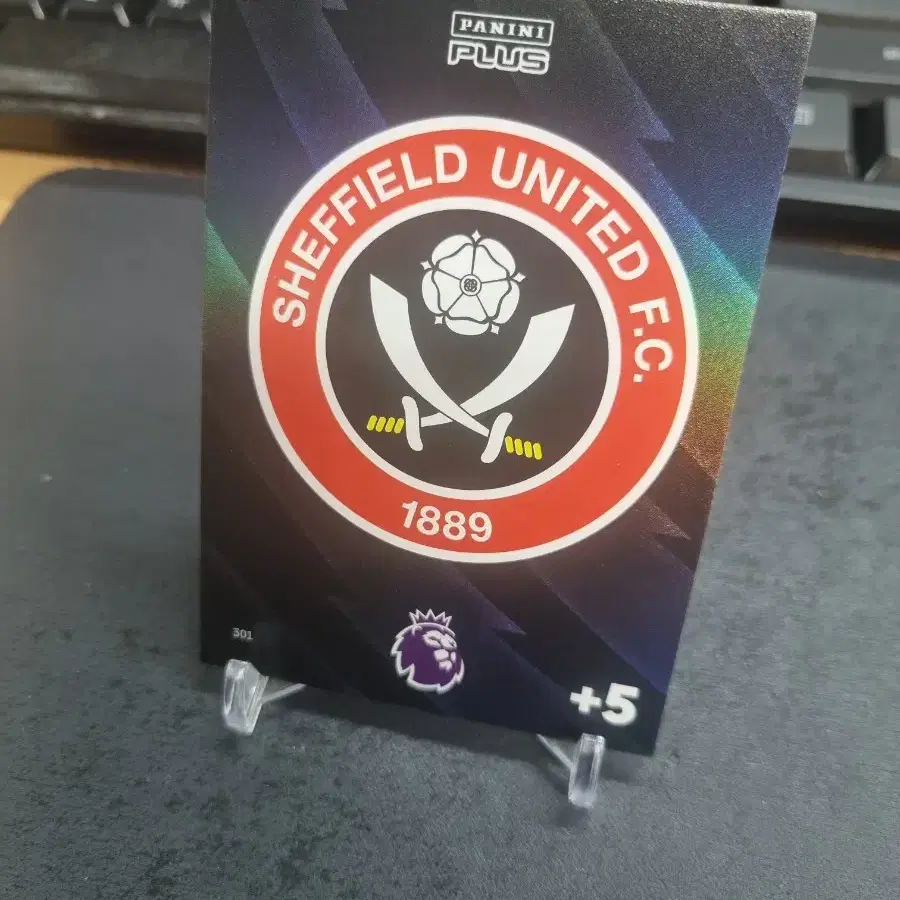 PANINI
PLUS
SHEFFIELD UNITED F.C.
1889
301
+5